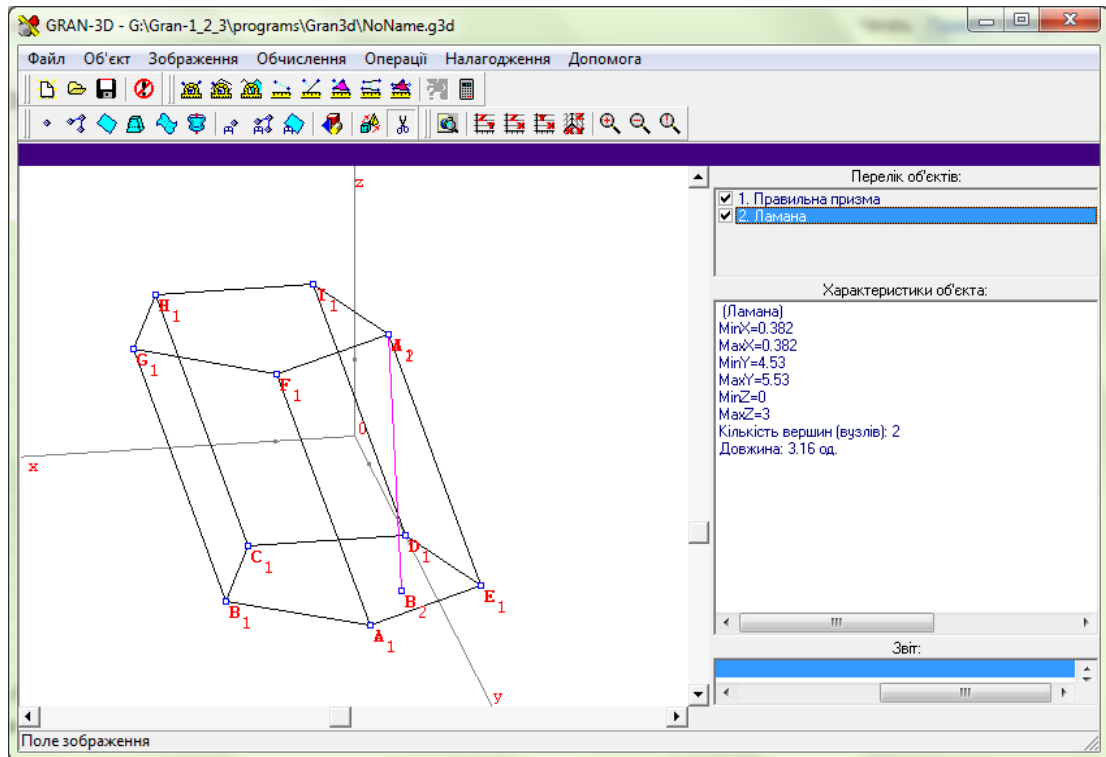 GRAN-3D - G:\Gran-1_2_3\programs\Gran3d\NoName.g3d
Файл Об'єкт Зображення Обчислення Операції Налагодження Допомога
Перелік об'єктів:
1. Правильна призма
2. Ламана
Характеристики об'єкта:
(Ламана)
MinX=0.382
MaxX=0.382
MinY=4.53
MaxY=5.53
MinZ=0
MaxZ=3
Кількість вершин (вузлів): 2
Довжина: 3.16 од.
Звіт:
z
H1
I1
G1
F1
0
x
C1
D1
B1
B2
E1
A1
y
Поле зображення